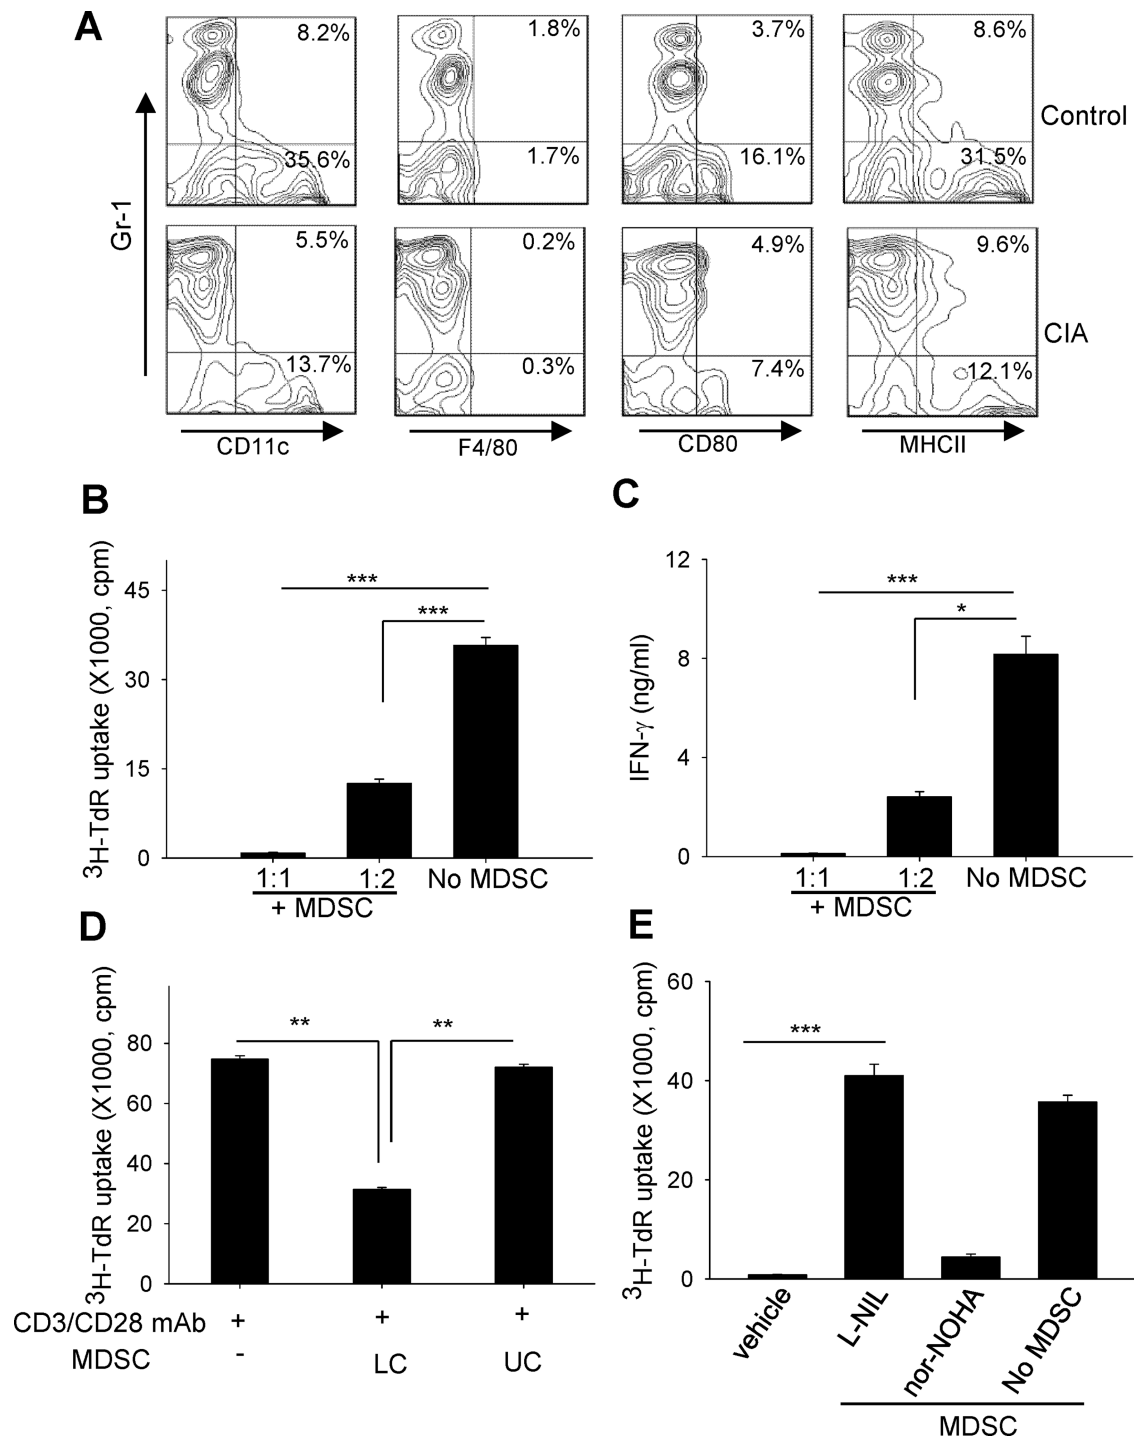 A
8.2%
1.8%
3.7%
8.6%
Control
35.6%
1.7%
16.1%
31.5%
Gr-1
5.5%
0.2%
4.9%
9.6%
CIA
13.7%
0.3%
7.4%
12.1%
CD11c
F4/80
CD80
MHCII
B
³H-TdR uptake (X1000, cpm)
45
30
15
0
***
***
1:1
1:2
No MDSC
+ MDSC
C
IFN-γ (ng/ml)
12
8
4
0
***
*
1:1
1:2
No MDSC
+ MDSC
D
³H-TdR uptake (X1000, cpm)
80
60
40
20
0
**
**
CD3/CD28 mAb + + +
MDSC - LC UC
E
³H-TdR uptake (X1000, cpm)
60
40
20
0
***
vehicle
L-NIL
nor-NOHA
No MDSC
MDSC